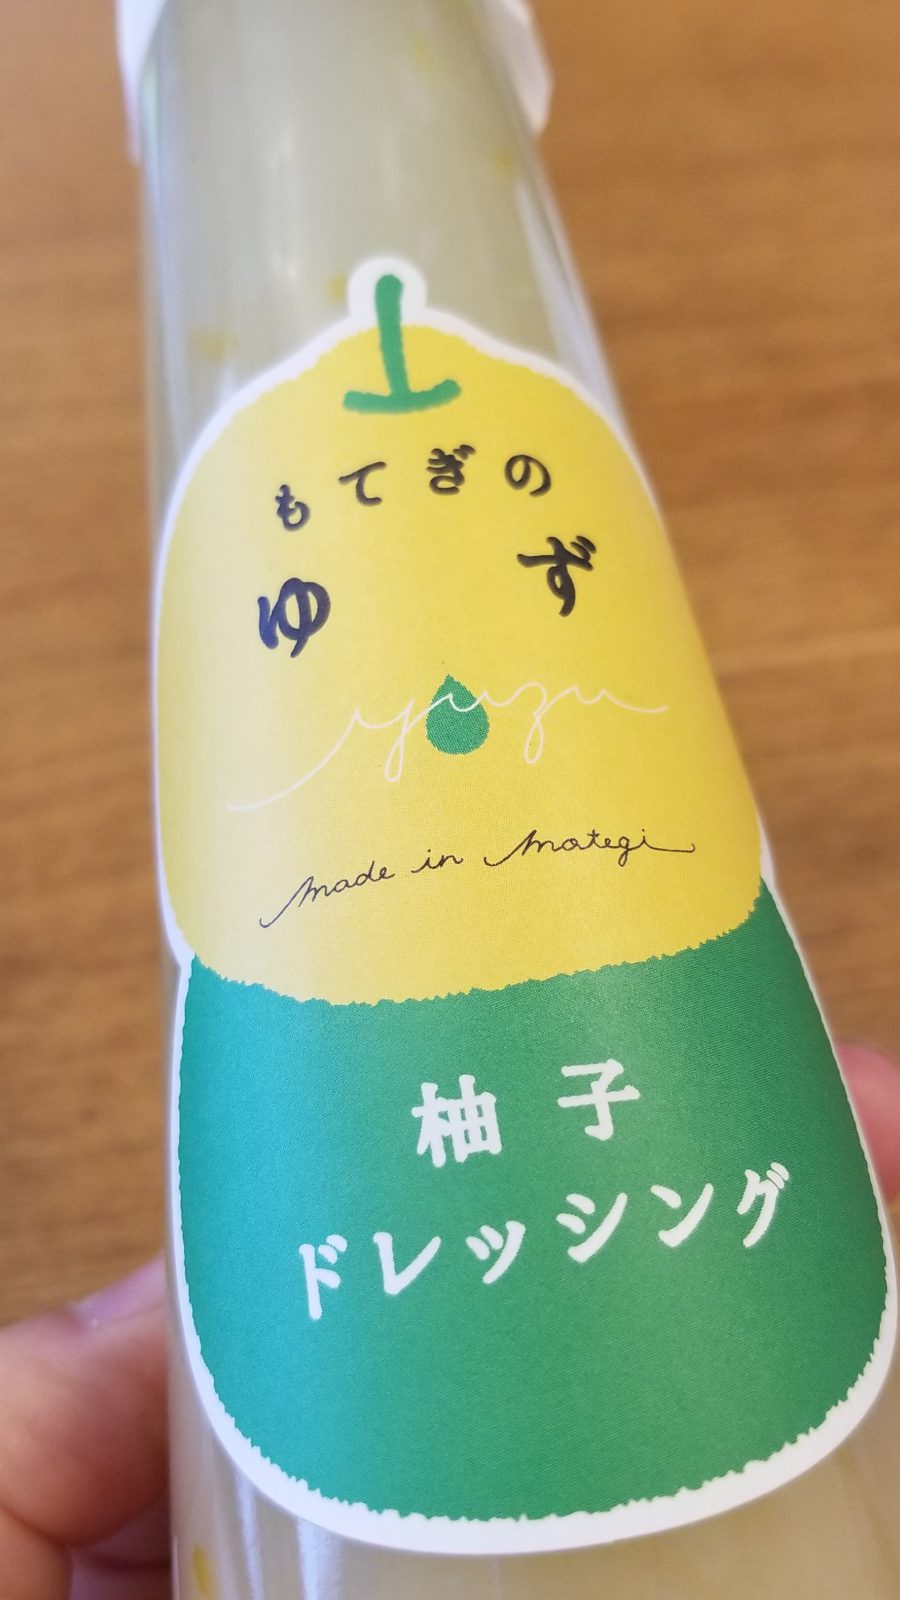 もてぎの
ゆず
yuzu
made in motegi
柚子
ドレッシング